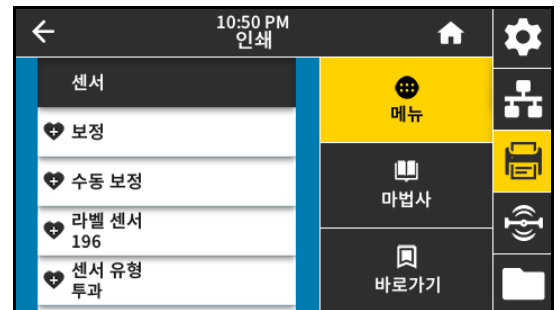 10:50 PM
인쇄
센서
보정
수동 보정
라벨 센서
196
센서 유형
투과
메뉴
마법사
바로가기